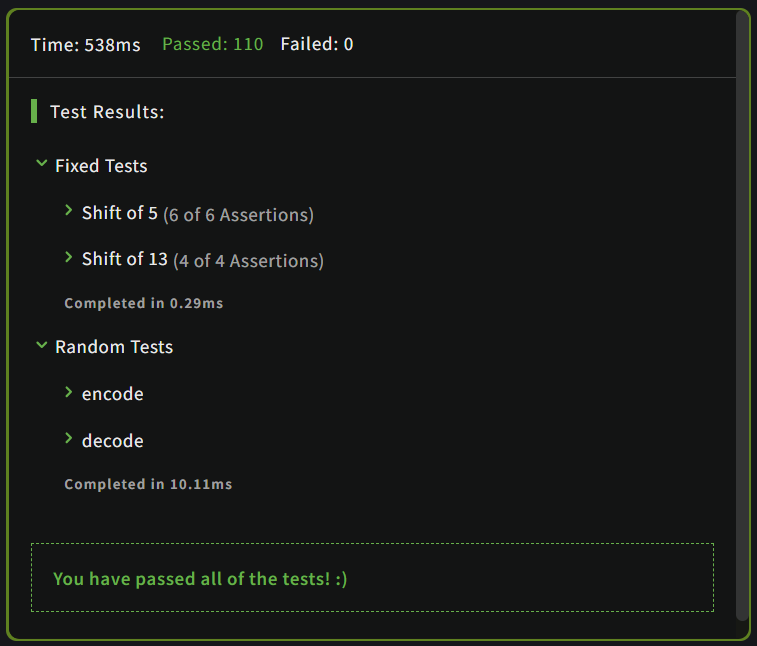 Time: 538ms Passed: 110 Failed: 0
Test Results:
Fixed Tests
Shift of 5 (6 of 6 Assertions)
Shift of 13 (4 of 4 Assertions)
Completed in 0.29ms
Random Tests
encode
decode
Completed in 10.11ms
You have passed all of the tests! :)